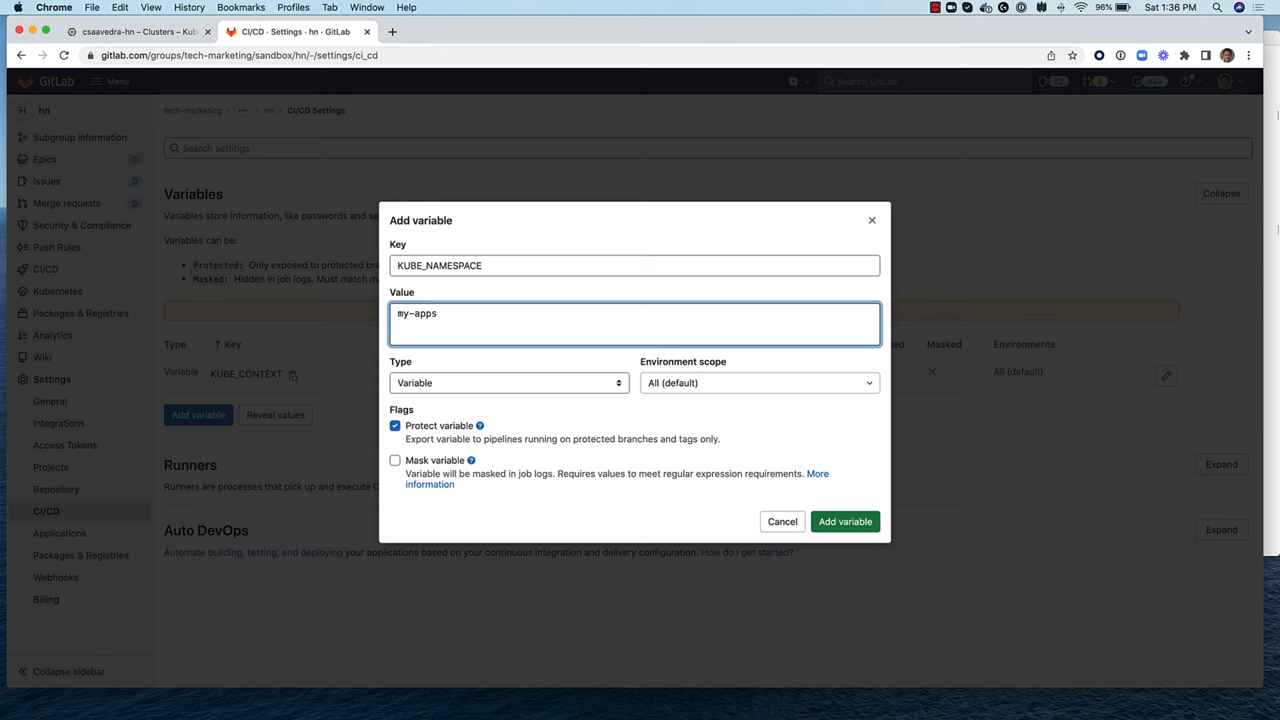 Chrome File Edit View History Bookmarks Profiles Tab Window Help 96% Sat 1:36 PM
csaavedra-hn – Clusters – Kub
CI/CD · Settings · hn · GitLab
gitlab.com/groups/tech-marketing/sandbox/hn/-/settings/ci_cd
GitLab Menu Search GitLab
H hn
tech-marketing > ··· > hn > CI/CD Settings
Subgroup information
Search settings
Epics 0
Issues 0
Merge requests 0
Security & Compliance
Push Rules
CI/CD
Kubernetes
Packages & Registries
Analytics
Wiki
Settings
General
Integrations
Access Tokens
Projects
Repository
CI/CD
Applications
Packages & Registries
Webhooks
Billing
Collapse sidebar
Variables
Collapse
Variables store information, like passwords and se
Variables can be:
• Protected: Only exposed to protected bra
• Masked: Hidden in job logs. Must match m
Type ↑ Key Masked Environments
Variable KUBE_CONTEXT All (default)
Add variable Reveal values
Runners
Expand
Runners are processes that pick up and execute C
Auto DevOps
Expand
Automate building, testing, and deploying your applications based on your continuous integration and delivery configuration. How do I get started?
Add variable
Key
KUBE_NAMESPACE
Value
my-apps
Type
Environment scope
Variable
All (default)
Flags
Protect variable
Export variable to pipelines running on protected branches and tags only.
Mask variable
Variable will be masked in job logs. Requires values to meet regular expression requirements. More
information
Cancel Add variable